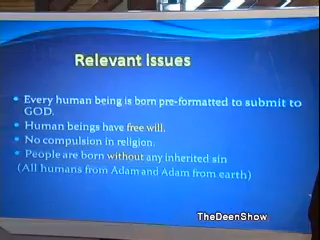 Relevant issues
• Every human being is born pre-formatted to submit to
GOD.
• Human beings have free will.
• No compulsion in religion.
• People are born without any inherited sin
(All humans from Adam and Adam from earth)
TheDeenShow